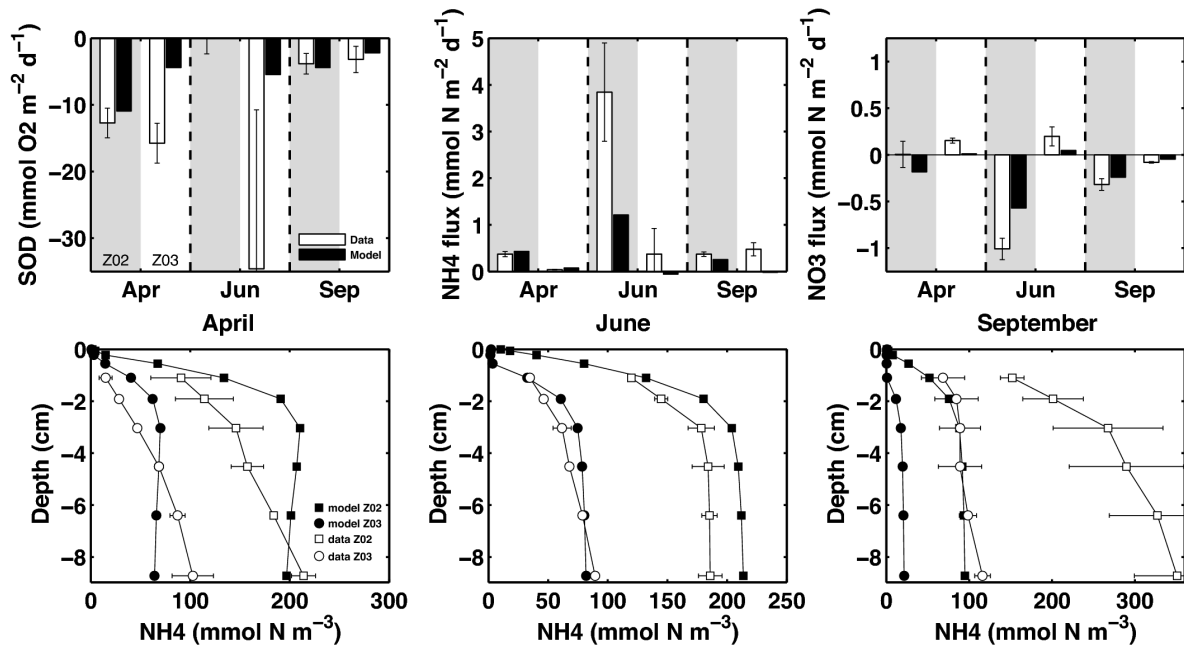 SOD (mmol O2 m⁻² d⁻¹)
0
−10
−20
−30
Z02 Z03
Data
Model
Apr Jun Sep
NH4 flux (mmol N m⁻² d⁻¹)
5
4
3
2
1
0
Apr Jun Sep
NO3 flux (mmol N m⁻² d⁻¹)
1
0.5
0
−0.5
−1
Apr Jun Sep
April
Depth (cm)
0
−2
−4
−6
−8
model Z02
model Z03
data Z02
data Z03
0 100 200 300
NH4 (mmol N m⁻³)
June
Depth (cm)
0
−2
−4
−6
−8
0 50 100 150 200 250
NH4 (mmol N m⁻³)
September
Depth (cm)
0
−2
−4
−6
−8
0 100 200 300
NH4 (mmol N m⁻³)